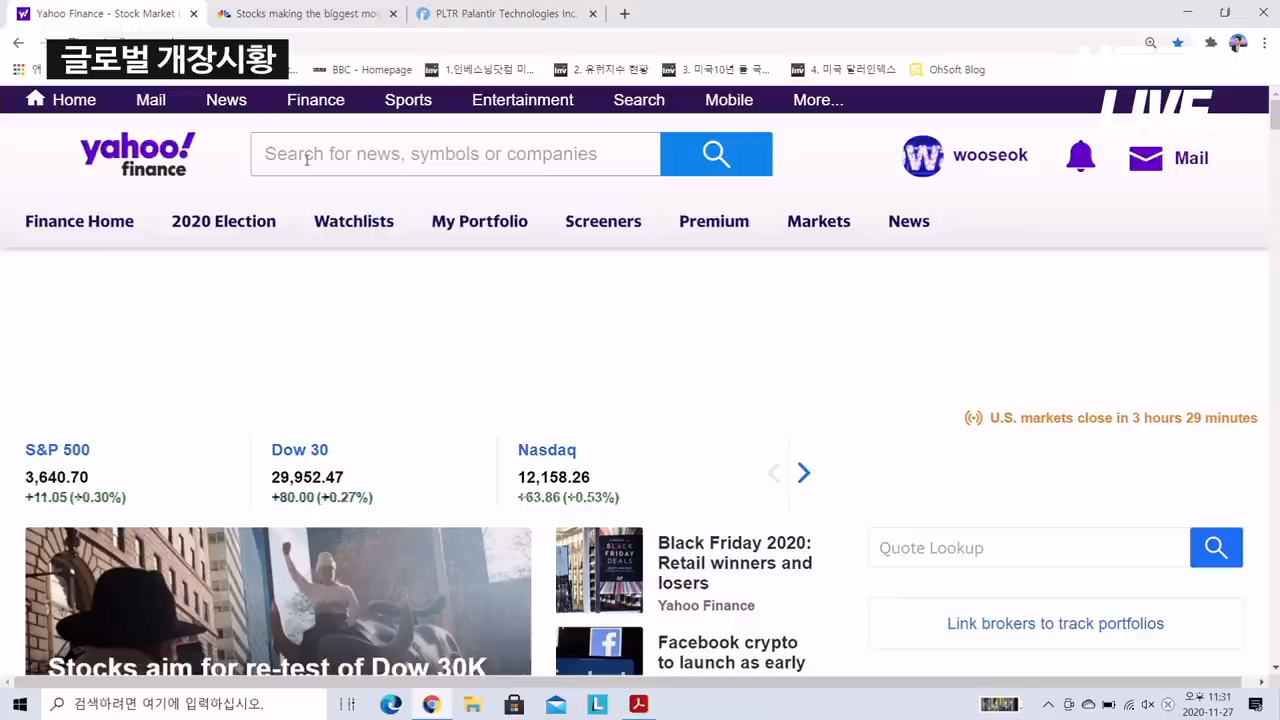 Yahoo Finance - Stock Market L
Stocks making the biggest mov
PLTR Palantir Technologies Inc.
글로벌 개장시황
BBC - Homepage
1.인베스팅닷컴미...
2. 유럽지수 현황
3. 미국10년 물 국...
4. 미국 달러인덱스
OhSoft Blog
Home
Mail
News
Finance
Sports
Entertainment
Search
Mobile
More...
LIVE
yahoo!
finance
Search for news, symbols or companies
wooseok
Mail
Finance Home
2020 Election
Watchlists
My Portfolio
Screeners
Premium
Markets
News
U.S. markets close in 3 hours 29 minutes
S&P 500
Dow 30
Nasdaq
3,640.70
29,952.47
12,158.26
+11.05 (+0.30%)
+80.00 (+0.27%)
+63.86 (+0.53%)
BLACK
FRIDAY
DEALS
Black Friday 2020:
Retail winners and
losers
Yahoo Finance
Quote Lookup
Link brokers to track portfolios
Facebook crypto
to launch as early
Stocks aim for re-test of Dow 30K
검색하려면 여기에 입력하십시오.
오후 11:31
2020-11-27